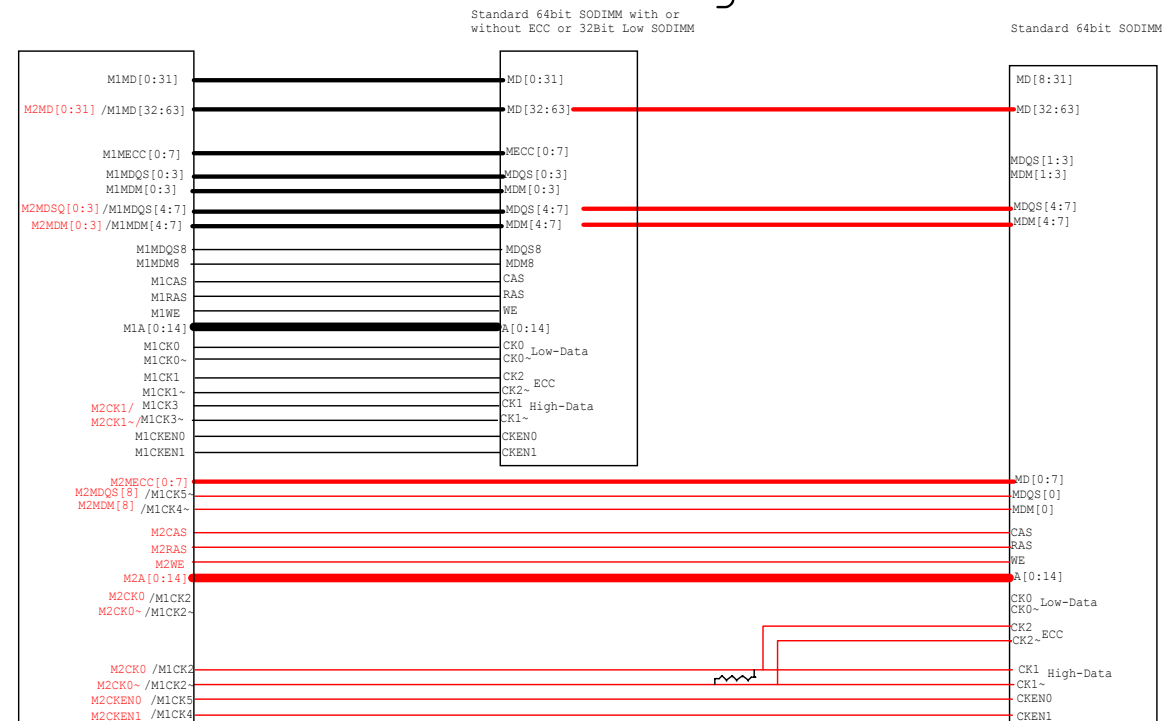 Standard 64bit SODIMM with or
without ECC or 32Bit Low SODIMM
Standard 64bit SODIMM
M1MD[0:31] MD[0:31] MD[8:31]
M2MD[0:31] /M1MD[32:63] MD[32:63] MD[32:63]
M1MECC[0:7] MECC[0:7]
MDQS[1:3]
M1MDQS[0:3] MDQS[0:3] MDM[1:3]
M1MDM[0:3] MDM[0:3]
M2MDSQ[0:3]/M1MDQS[4:7] MDQS[4:7] MDQS[4:7]
M2MDM[0:3]/M1MDM[4:7] MDM[4:7] MDM[4:7]
M1MDQS8 MDQS8
M1MDM8 MDM8
M1CAS CAS
M1RAS RAS
M1WE WE
M1A[0:14] A[0:14]
M1CK0 CK0 Low-Data
M1CK0~ CK0~
M1CK1 CK2 ECC
M1CK1~ CK2~
M2CK1/ M1CK3 CK1 High-Data
M2CK1~/M1CK3~ CK1~
M1CKEN0 CKEN0
M1CKEN1 CKEN1
M2MECC[0:7] MD[0:7]
M2MDQS[8] /M1CK5~ MDQS[0]
M2MDM[8] /M1CK4~ MDM[0]
M2CAS CAS
M2RAS RAS
M2WE WE
M2A[0:14] A[0:14]
M2CK0 /M1CK2 CK0 Low-Data
M2CK0~ /M1CK2~ CK0~
CK2
CK2~ ECC
M2CK0 /M1CK2 CK1 High-Data
M2CK0~ /M1CK2~ CK1~
M2CKEN0 /M1CK5 CKEN0
M2CKEN1 /M1CK4 CKEN1